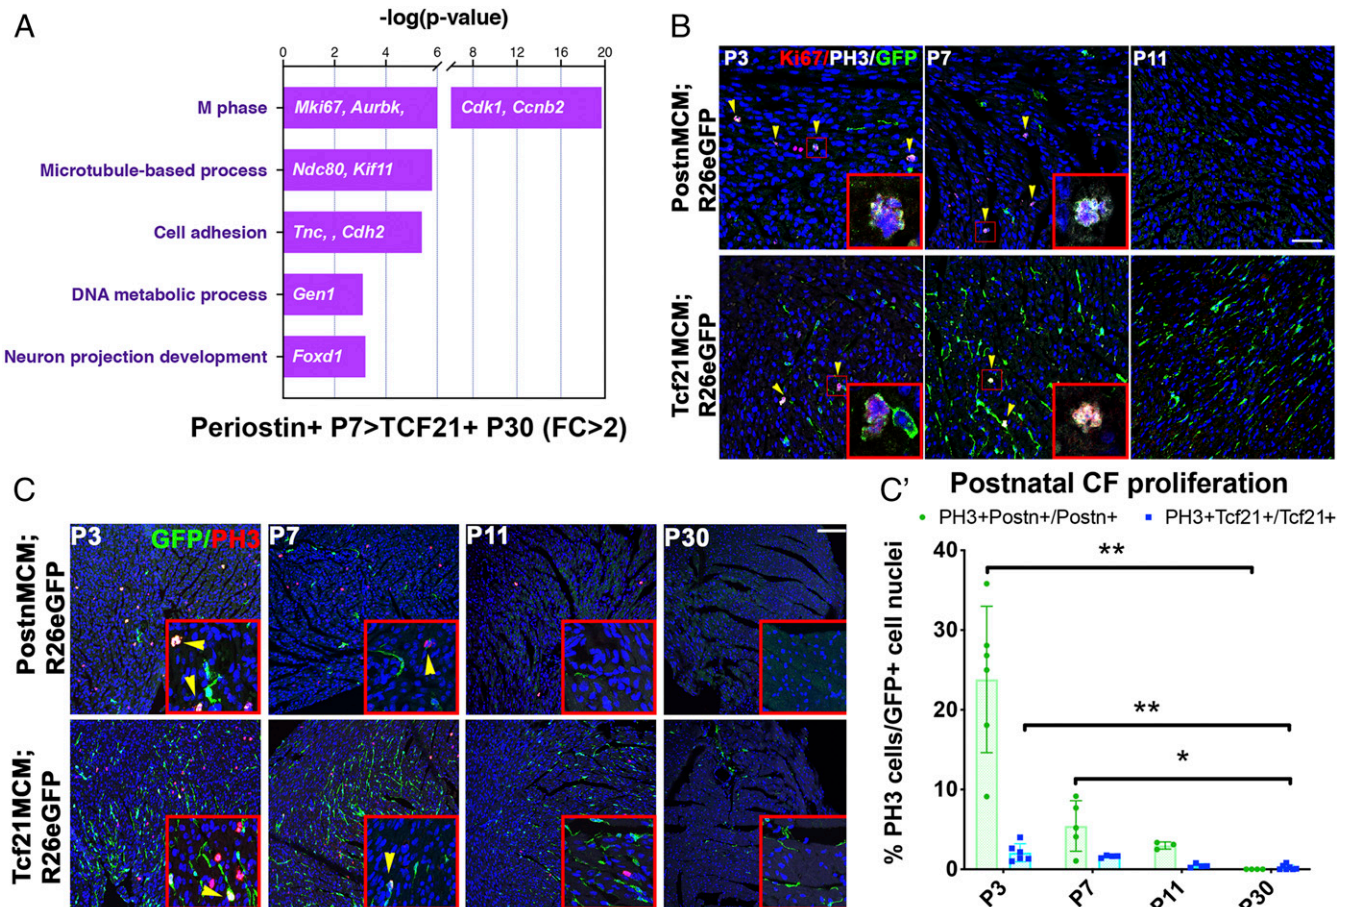 A
-log(p-value)
0 2 4 6 8 12 16 20
M phase
Mki67, Aurbk, Cdk1, Ccnb2
Microtubule-based process
Ndc80, Kif11
Cell adhesion
Tnc, , Cdh2
DNA metabolic process
Gen1
Neuron projection development
Foxd1
Periostin+ P7>TCF21+ P30 (FC>2)
B
PostnMCM;
R26eGFP
P3 Ki67/PH3/GFP P7 P11
Tcf21MCM;
R26eGFP
C
PostnMCM;
R26eGFP
P3 GFP/PH3 P7 P11 P30
Tcf21MCM;
R26eGFP
C'
Postnatal CF proliferation
PH3+Postn+/Postn+ PH3+Tcf21+/Tcf21+
% PH3 cells/GFP+ cell nuclei
40
30
20
10
0
**
**
*
P3 P7 P11 P30